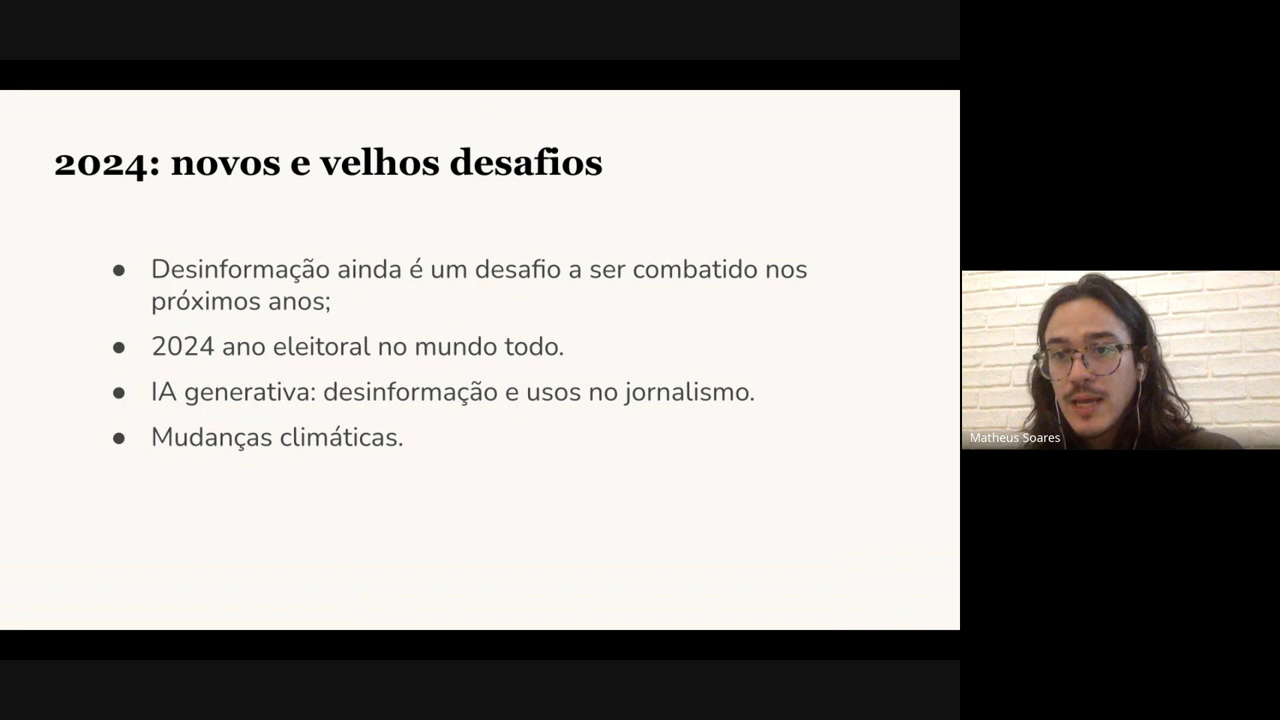 2024: novos e velhos desafios
● Desinformação ainda é um desafio a ser combatido nos
próximos anos;
● 2024 ano eleitoral no mundo todo.
● IA generativa: desinformação e usos no jornalismo.
● Mudanças climáticas.
Matheus Soares